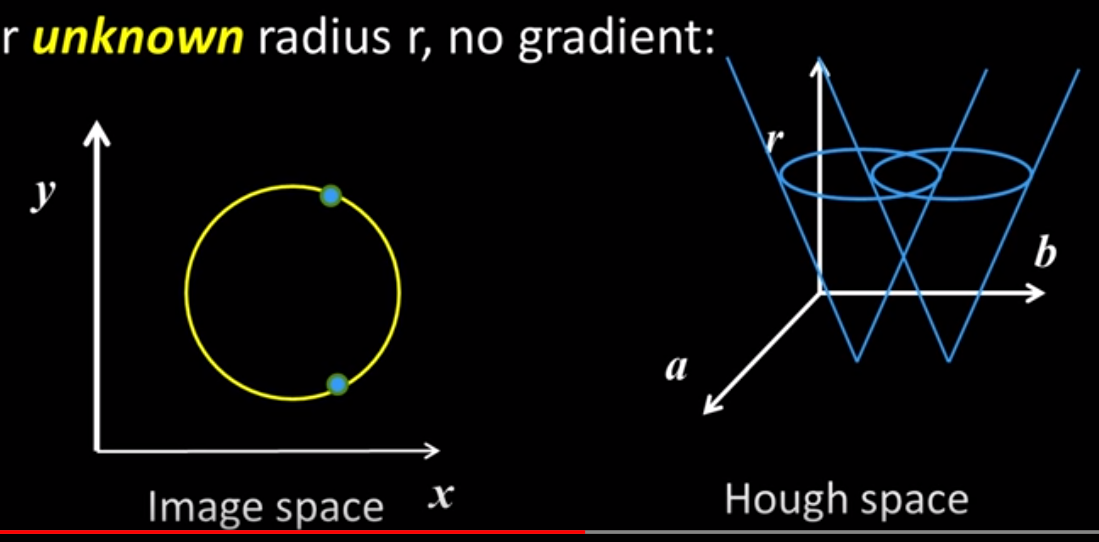 r unknown radius r, no gradient:
y
x
Image space
r
b
a
Hough space